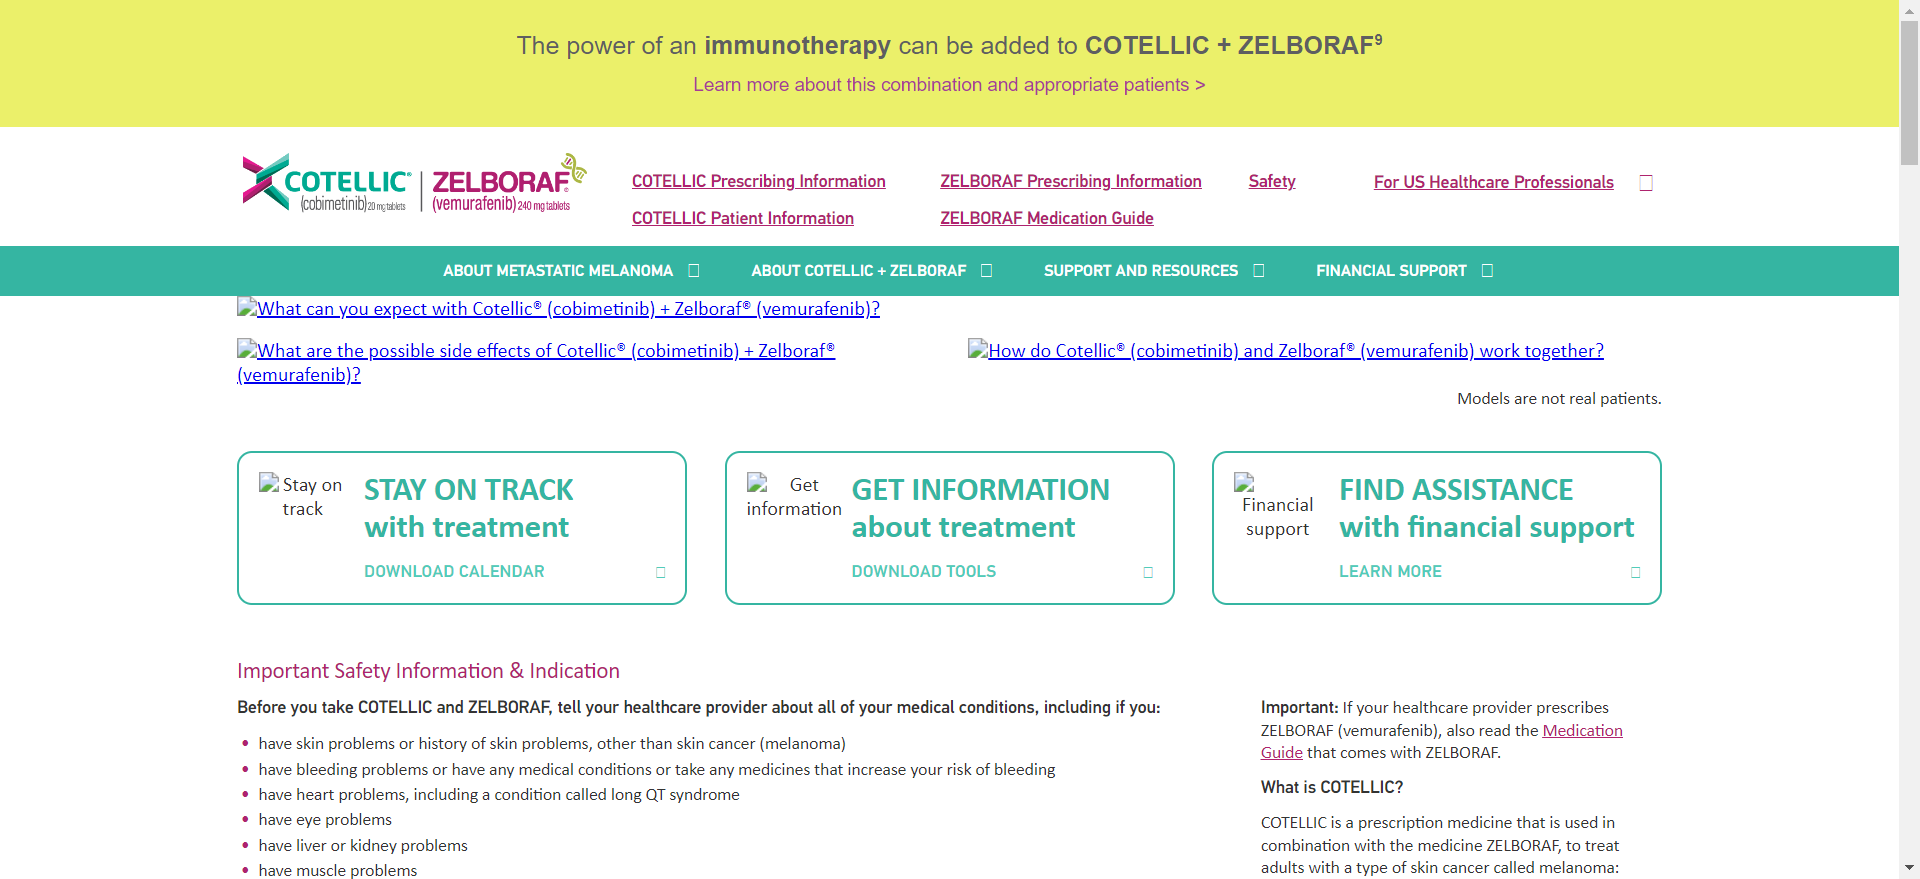 The power of an immunotherapy can be added to COTELLIC + ZELBORAF⁹
Learn more about this combination and appropriate patients >
COTELLIC®
(cobimetinib) 20 mg tablets
ZELBORAF®
(vemurafenib) 240 mg tablets
COTELLIC Prescribing Information
ZELBORAF Prescribing Information
Safety
For US Healthcare Professionals
COTELLIC Patient Information
ZELBORAF Medication Guide
ABOUT METASTATIC MELANOMA
ABOUT COTELLIC + ZELBORAF
SUPPORT AND RESOURCES
FINANCIAL SUPPORT
What can you expect with Cotellic® (cobimetinib) + Zelboraf® (vemurafenib)?
What are the possible side effects of Cotellic® (cobimetinib) + Zelboraf®
(vemurafenib)?
How do Cotellic® (cobimetinib) and Zelboraf® (vemurafenib) work together?
Models are not real patients.
Stay on
track
STAY ON TRACK
with treatment
DOWNLOAD CALENDAR
Get
information
GET INFORMATION
about treatment
DOWNLOAD TOOLS
Financial
support
FIND ASSISTANCE
with financial support
LEARN MORE
Important Safety Information & Indication
Before you take COTELLIC and ZELBORAF, tell your healthcare provider about all of your medical conditions, including if you:
• have skin problems or history of skin problems, other than skin cancer (melanoma)
• have bleeding problems or have any medical conditions or take any medicines that increase your risk of bleeding
• have heart problems, including a condition called long QT syndrome
• have eye problems
• have liver or kidney problems
• have muscle problems
Important: If your healthcare provider prescribes
ZELBORAF (vemurafenib), also read the Medication
Guide that comes with ZELBORAF.
What is COTELLIC?
COTELLIC is a prescription medicine that is used in
combination with the medicine ZELBORAF, to treat
adults with a type of skin cancer called melanoma: